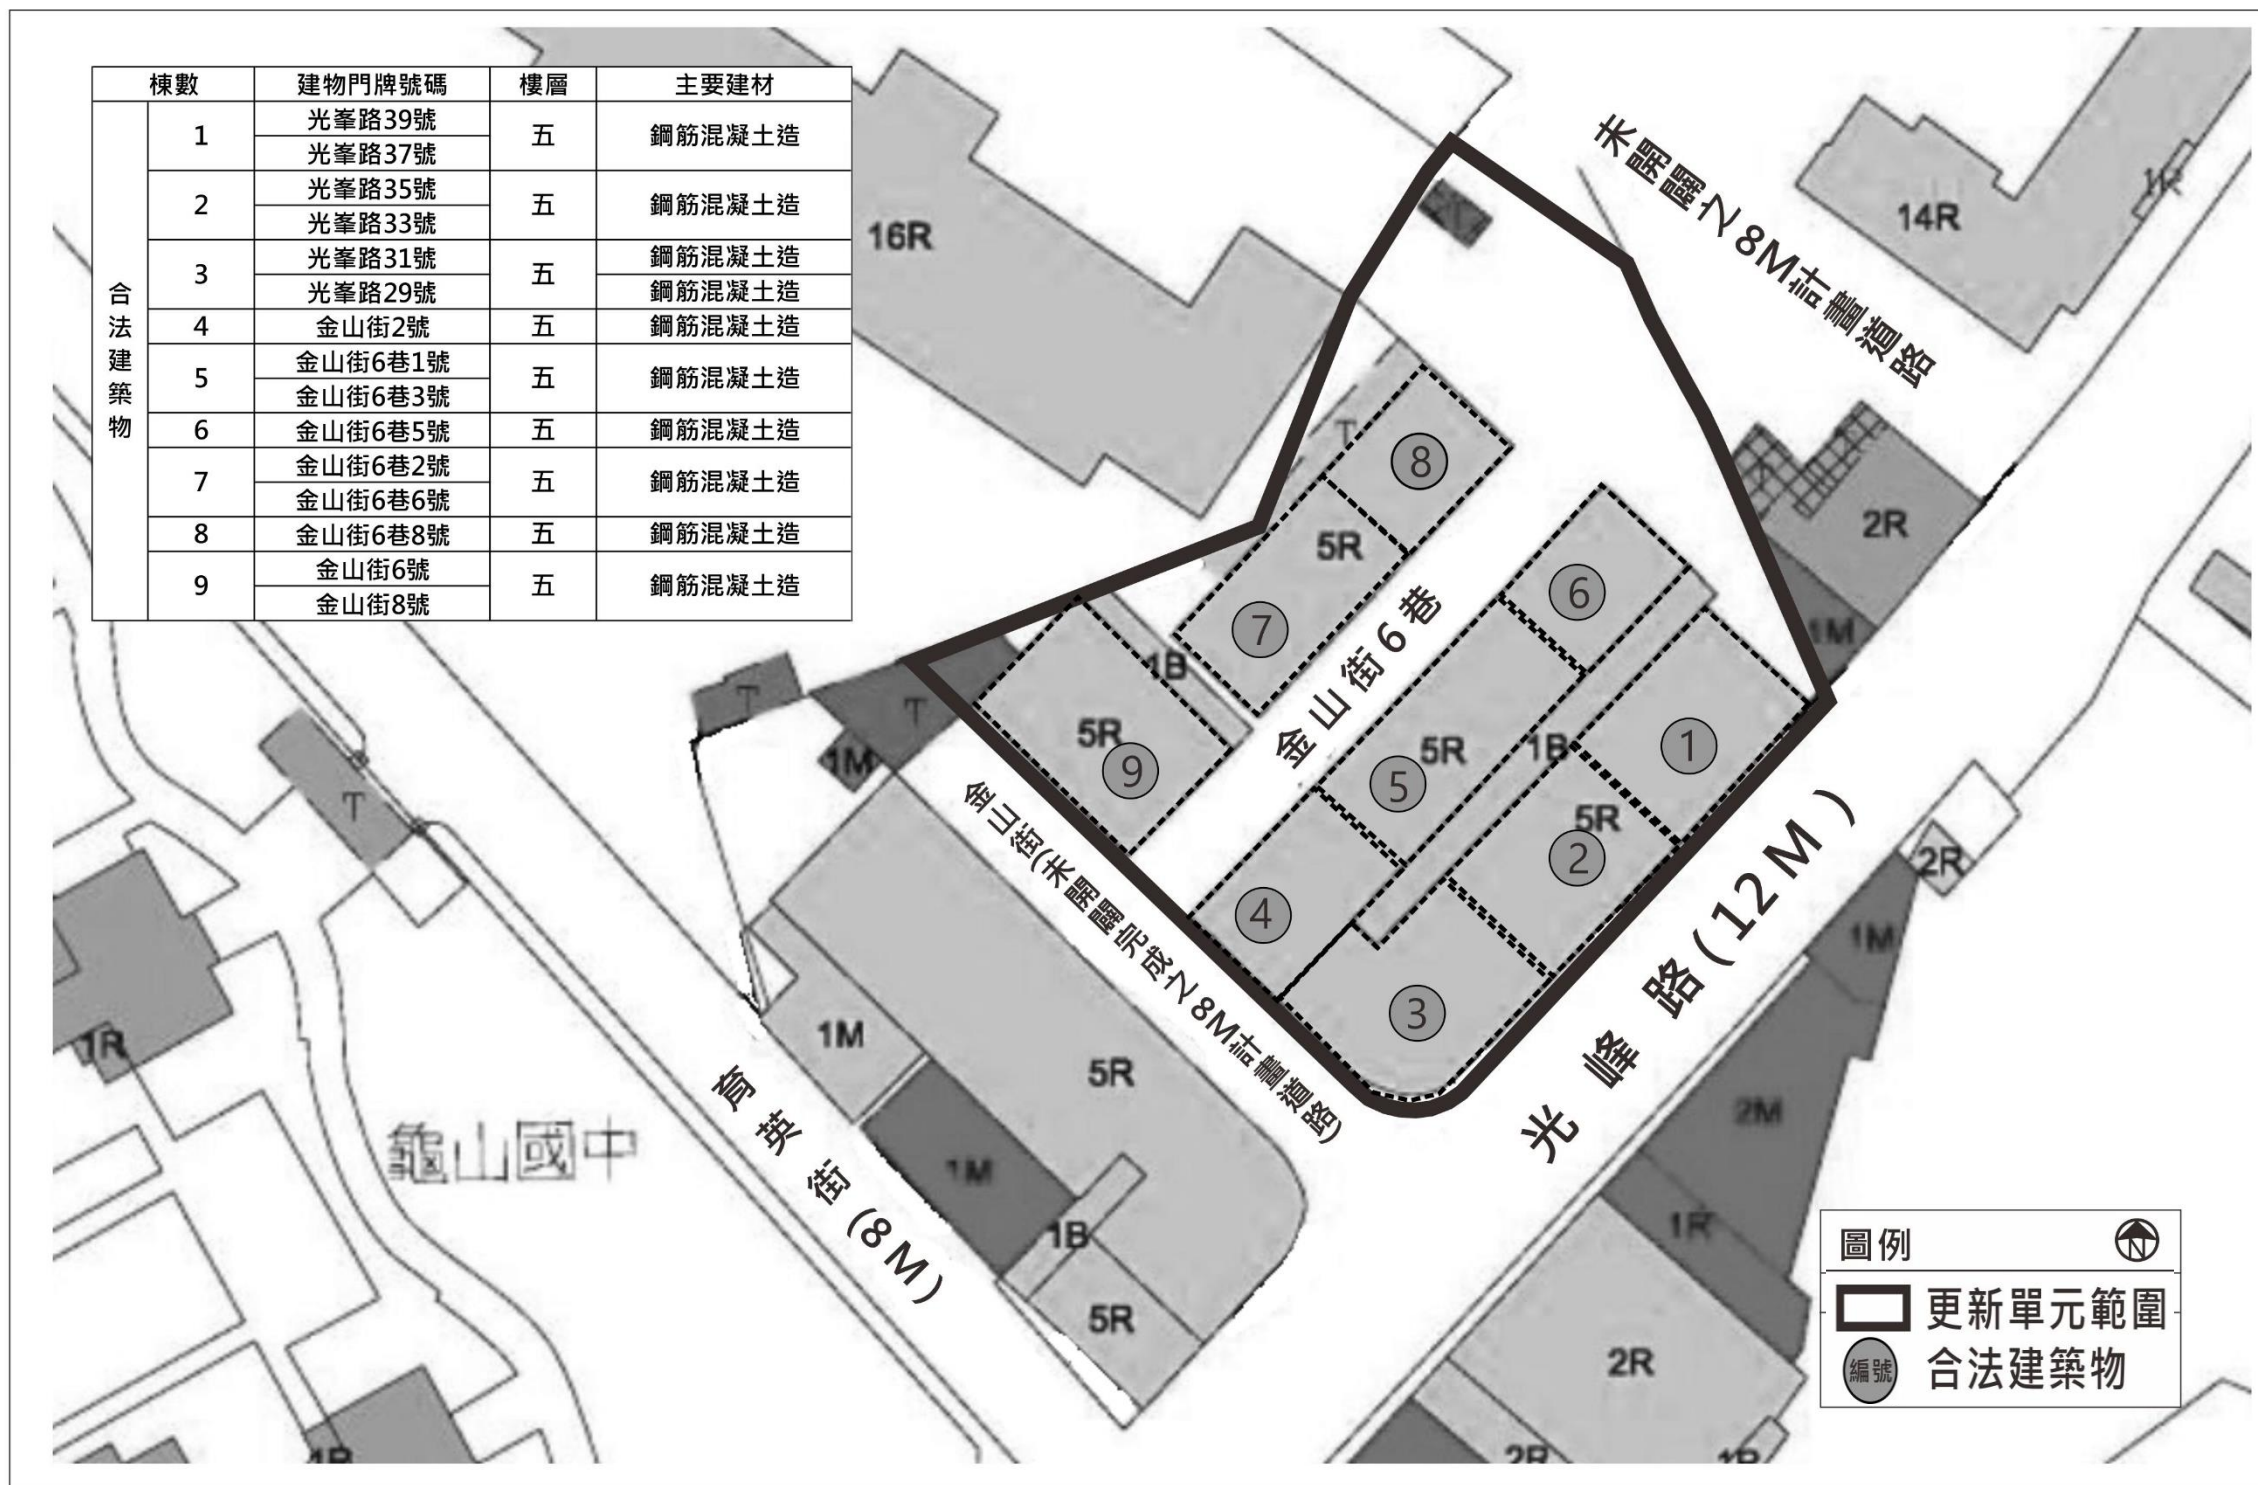 棟數 建物門牌號碼 樓層 主要建材
合法建築物
1 光峯路39號 五 鋼筋混凝土造
光峯路37號
2 光峯路35號 五 鋼筋混凝土造
光峯路33號
3 光峯路31號 五 鋼筋混凝土造
光峯路29號 鋼筋混凝土造
4 金山街2號 五 鋼筋混凝土造
5 金山街6巷1號 五 鋼筋混凝土造
金山街6巷3號
6 金山街6巷5號 五 鋼筋混凝土造
7 金山街6巷2號 五 鋼筋混凝土造
金山街6巷6號
8 金山街6巷8號 五 鋼筋混凝土造
9 金山街6號 五 鋼筋混凝土造
金山街8號
16R
未開闢之8M計畫道路
14R
1R
T
8
5R
7
2R
1M
6
金山街6巷
1B
5R
9
T
T
1M
5R
5
1B
1
5R
2
4
3
金山街(未開闢完成之8M計畫道路)
光峰路(12M)
T
2R
1M
1R
1M
5R
2M
育英街(8M)
龜山國中
1M
1R
1B
5R
2R
2R
1R
1R
圖例
N
更新單元範圍
編號 合法建築物